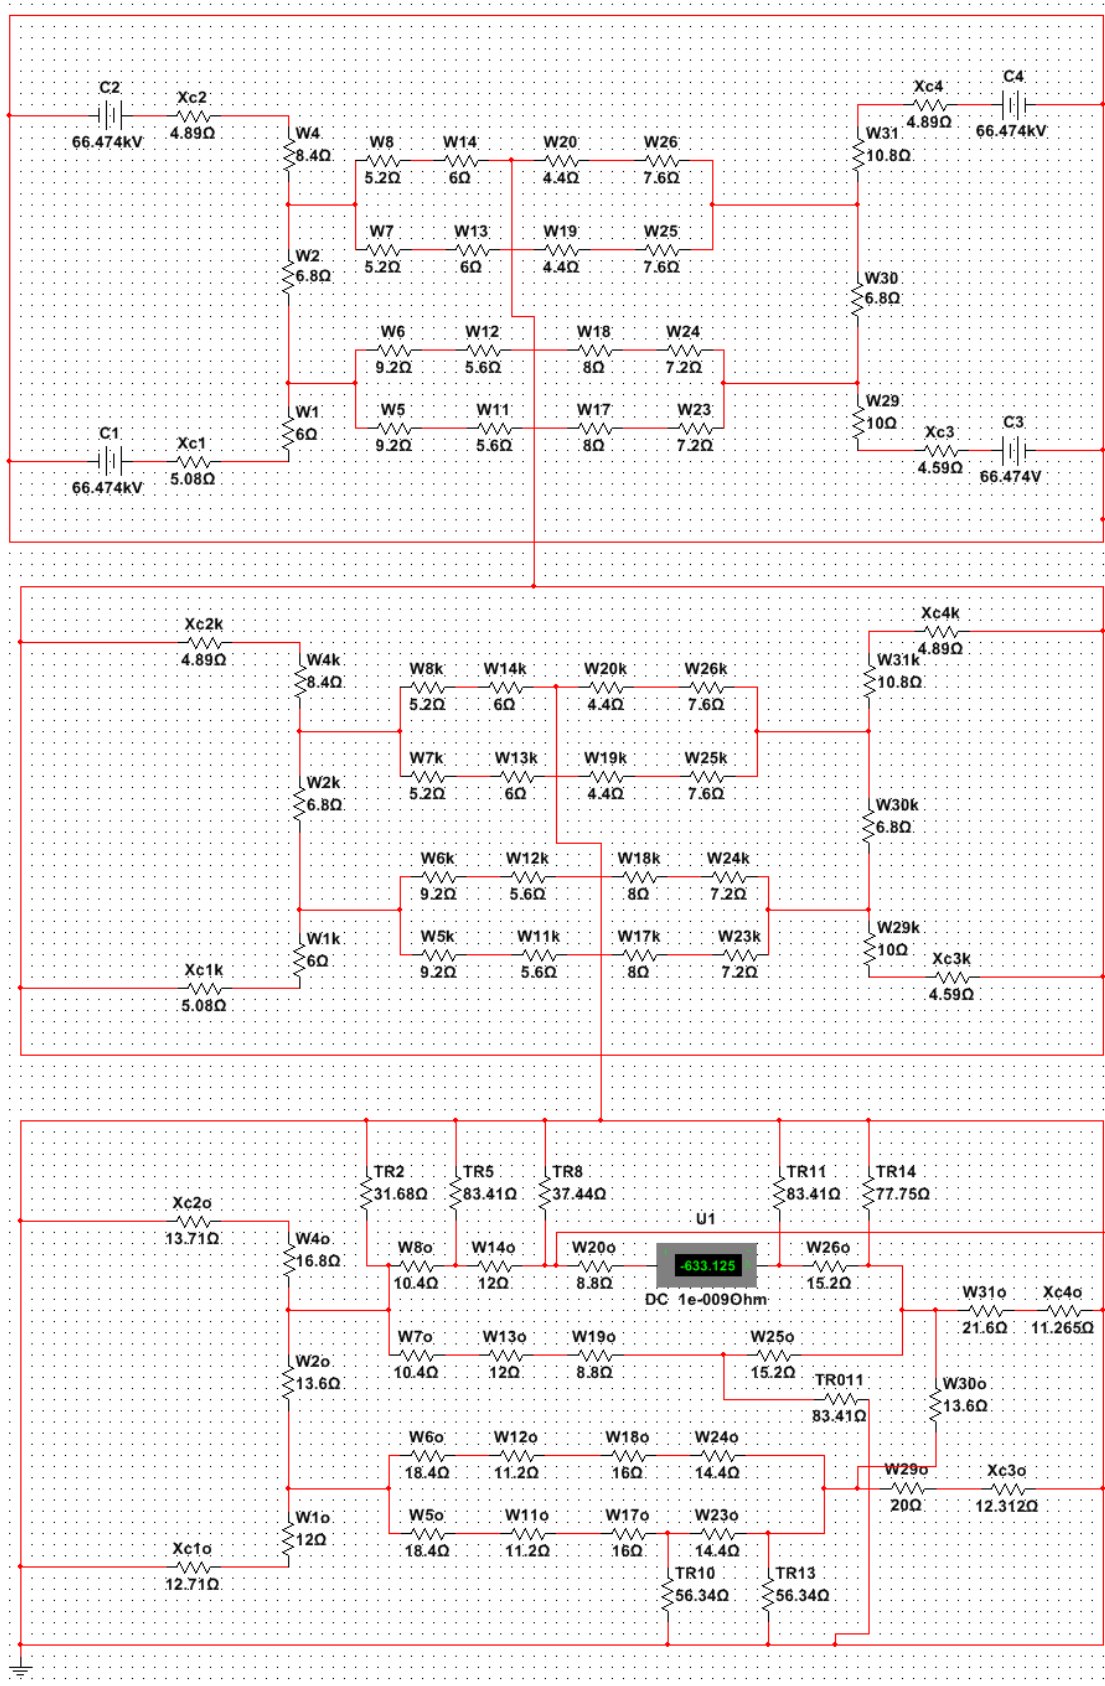 C2
66.474kV
Xc2
4.89Ω
W4
8.4Ω
W8
5.2Ω
W14
6Ω
W20
4.4Ω
W26
7.6Ω
Xc4
4.89Ω
C4
66.474kV
W31
10.8Ω
W7
5.2Ω
W13
6Ω
W19
4.4Ω
W25
7.6Ω
W2
6.8Ω
W30
6.8Ω
W6
9.2Ω
W12
5.6Ω
W18
8Ω
W24
7.2Ω
W5
9.2Ω
W11
5.6Ω
W17
8Ω
W23
7.2Ω
W1
6Ω
C1
66.474kV
Xc1
5.08Ω
W29
10Ω
Xc3
4.59Ω
C3
66.474V
Xc2k
4.89Ω
W4k
8.4Ω
W8k
5.2Ω
W14k
6Ω
W20k
4.4Ω
W26k
7.6Ω
Xc4k
4.89Ω
W31k
10.8Ω
W7k
5.2Ω
W13k
6Ω
W19k
4.4Ω
W25k
7.6Ω
W2k
6.8Ω
W30k
6.8Ω
W6k
9.2Ω
W12k
5.6Ω
W18k
8Ω
W24k
7.2Ω
W5k
9.2Ω
W11k
5.6Ω
W17k
8Ω
W23k
7.2Ω
W1k
6Ω
Xc1k
5.08Ω
W29k
10Ω
Xc3k
4.59Ω
TR2
31.68Ω
TR5
83.41Ω
TR8
37.44Ω
TR11
83.41Ω
TR14
77.75Ω
Xc2o
13.71Ω
W4o
16.8Ω
W8o
10.4Ω
W14o
12Ω
W20o
8.8Ω
U1
-633.125
DC 1e-009Ohm
W26o
15.2Ω
W31o
21.6Ω
Xc4o
11.265Ω
W7o
10.4Ω
W13o
12Ω
W19o
8.8Ω
W25o
15.2Ω
TR011
83.41Ω
W2o
13.6Ω
W30o
13.6Ω
W6o
18.4Ω
W12o
11.2Ω
W18o
16Ω
W24o
14.4Ω
W29o
20Ω
Xc3o
12.312Ω
W5o
18.4Ω
W11o
11.2Ω
W17o
16Ω
W23o
14.4Ω
W1o
12Ω
Xc1o
12.71Ω
TR10
56.34Ω
TR13
56.34Ω